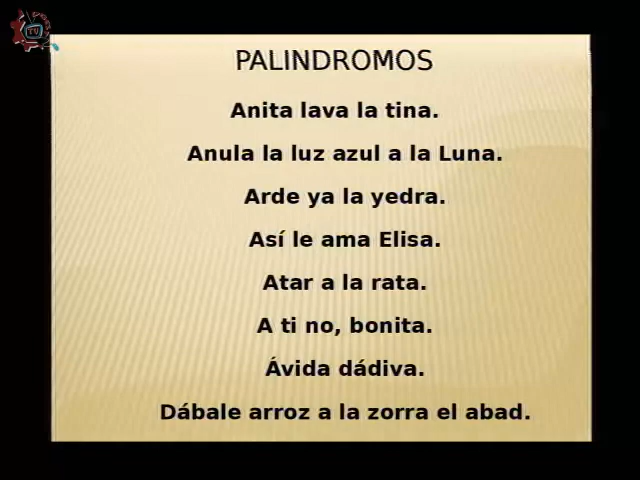 TV
PALINDROMOS
Anita lava la tina.
Anula la luz azul a la Luna.
Arde ya la yedra.
Así le ama Elisa.
Atar a la rata.
A ti no, bonita.
Ávida dádiva.
Dábale arroz a la zorra el abad.